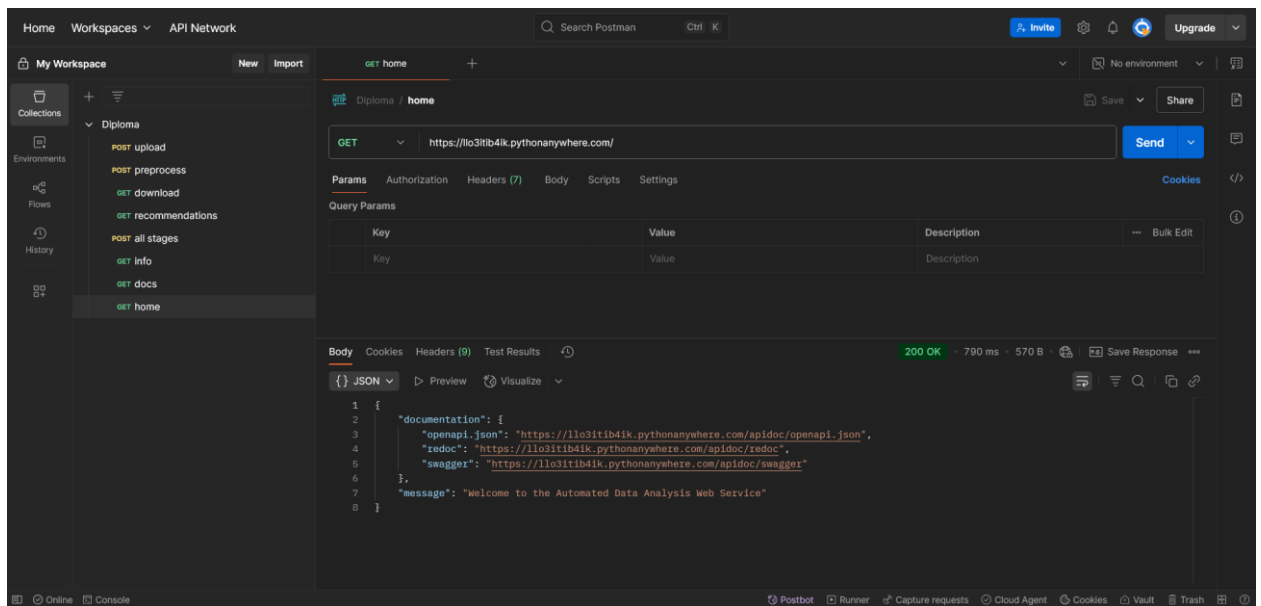 Home Workspaces API Network Search Postman Ctrl K Invite Upgrade
My Workspace New Import GET home No environment
Collections
Environments
Flows
History
Diploma
POST upload
POST preprocess
GET download
GET recommendations
POST all stages
GET info
GET docs
GET home
HTTP Diploma / home Save Share
GET https://llo3itib4ik.pythonanywhere.com/ Send
Params Authorization Headers (7) Body Scripts Settings Cookies
Query Params
Key Value Description Bulk Edit
Key Value Description
Body Cookies Headers (9) Test Results 200 OK 790 ms 570 B Save Response
{} JSON Preview Visualize
1 {
2 "documentation": {
3 "openapi.json": "https://llo3itib4ik.pythonanywhere.com/apidoc/openapi.json",
4 "redoc": "https://llo3itib4ik.pythonanywhere.com/apidoc/redoc",
5 "swagger": "https://llo3itib4ik.pythonanywhere.com/apidoc/swagger"
6 },
7 "message": "Welcome to the Automated Data Analysis Web Service"
8 }
Online Console Postbot Runner Capture requests Cloud Agent Cookies Vault Trash